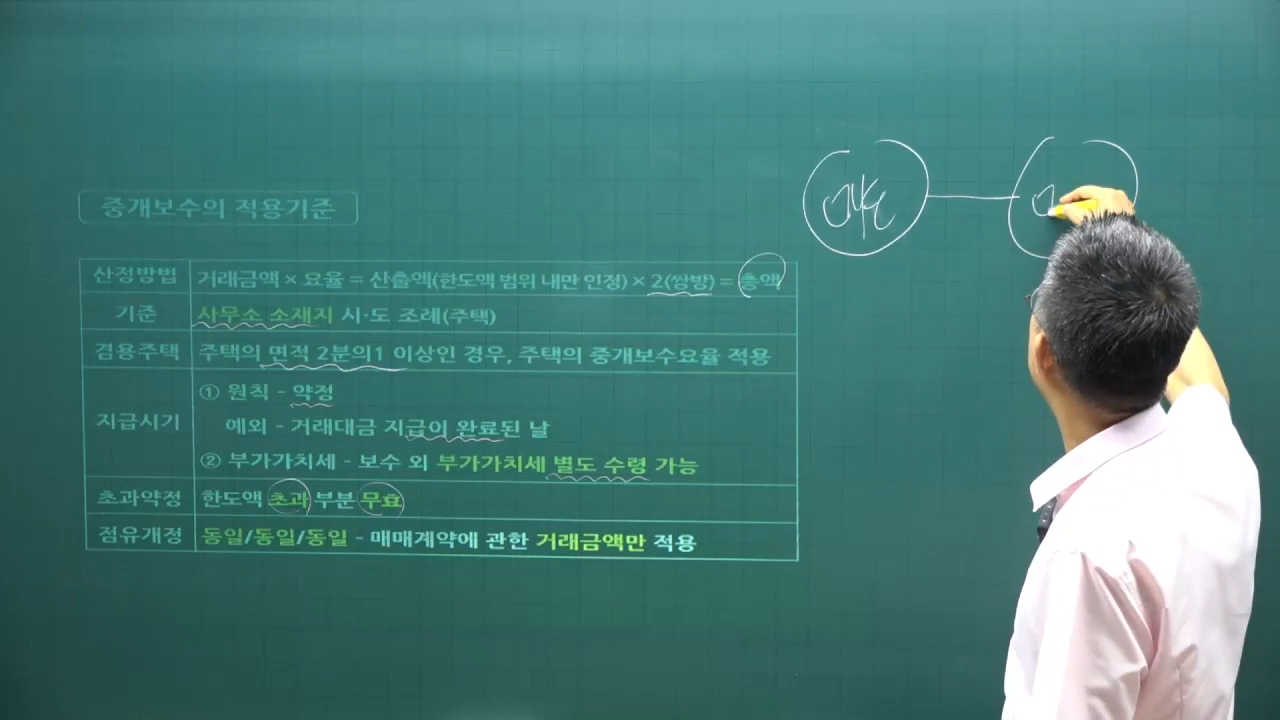 중개보수의 적용기준
산정방법 거래금액 × 요율 = 산출액(한도액 범위 내만 인정) × 2(쌍방) = 총액
기준 사무소 소재지 시·도 조례(주택)
겸용주택 주택의 면적 2분의1 이상인 경우, 주택의 중개보수요율 적용
지급시기 ① 원칙 - 약정
예외 - 거래대금 지급이 완료된 날
② 부가가치세 - 보수 외 부가가치세 별도 수령 가능
초과약정 한도액 초과 부분 무효
점유개정 동일/동일/동일 - 매매계약에 관한 거래금액만 적용
매도